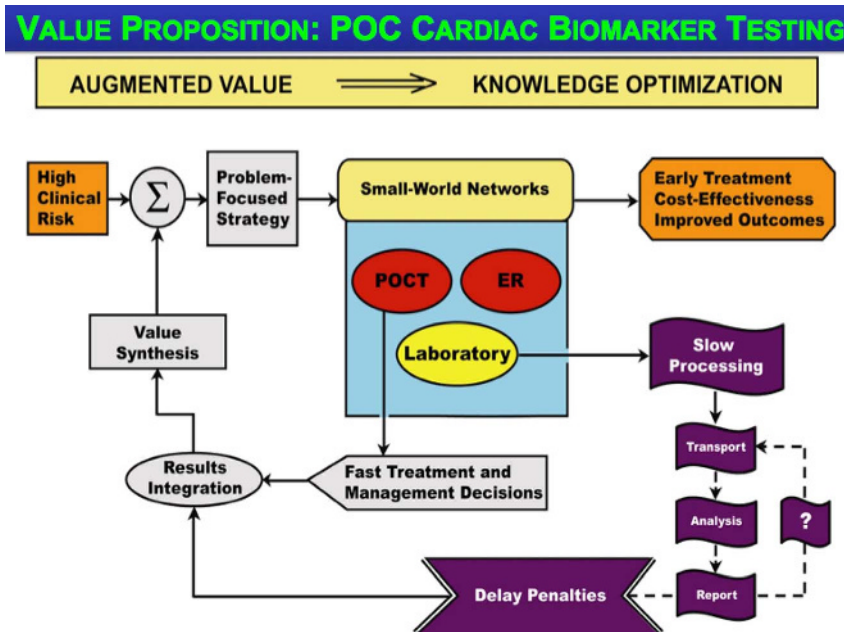 VALUE PROPOSITION: POC CARDIAC BIOMARKER TESTING
AUGMENTED VALUE
KNOWLEDGE OPTIMIZATION
High
Clinical
Risk
Σ
Problem-
Focused
Strategy
Small-World Networks
Early Treatment
Cost-Effectiveness
Improved Outcomes
POCT
ER
Laboratory
Value
Synthesis
Slow
Processing
Transport
Results
Integration
Fast Treatment and
Management Decisions
Analysis
?
Delay Penalties
Report